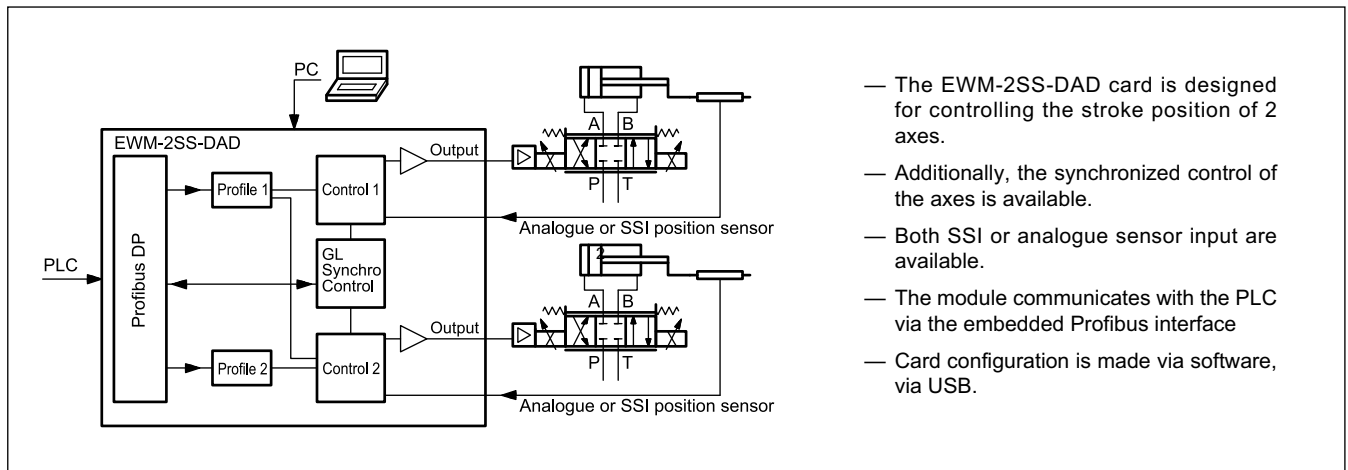 PC
EWM-2SS-DAD
PLC
Profibus DP
Profile 1
Profile 2
Control 1
GL
Synchro
Control
Control 2
Output
A B
P T
Analogue or SSI position sensor
2
Output
A B
P T
Analogue or SSI position sensor
— The EWM-2SS-DAD card is designed
for controlling the stroke position of 2
axes.
— Additionally, the synchronized control of
the axes is available.
— Both SSI or analogue sensor input are
available.
— The module communicates with the PLC
via the embedded Profibus interface
— Card configuration is made via software,
via USB.